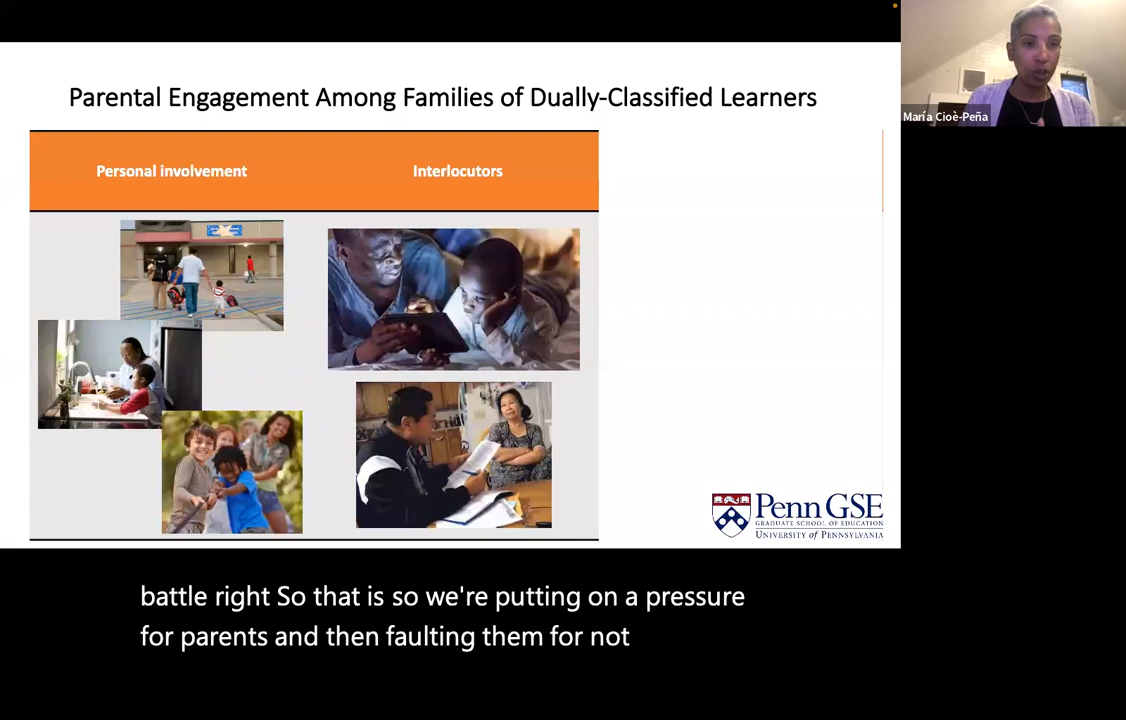 Parental Engagement Among Families of Dually-Classified Learners
María Cioè-Peña
Personal involvement
Interlocutors
Penn GSE
GRADUATE SCHOOL OF EDUCATION
UNIVERSITY of PENNSYLVANIA
battle right So that is so we're putting on a pressure
for parents and then faulting them for not